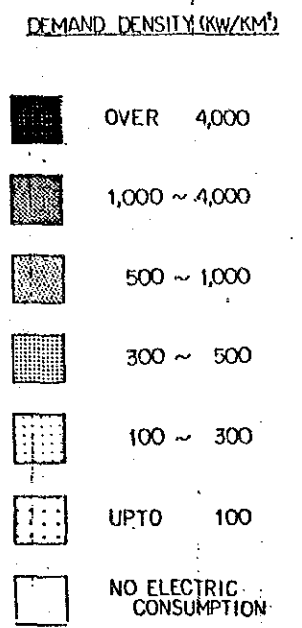 DEMAND DENSITY (KW/KM²)
OVER 4,000
1,000 ~ 4,000
500 ~ 1,000
300 ~ 500
100 ~ 300
UPTO 100
NO ELECTRIC
CONSUMPTION